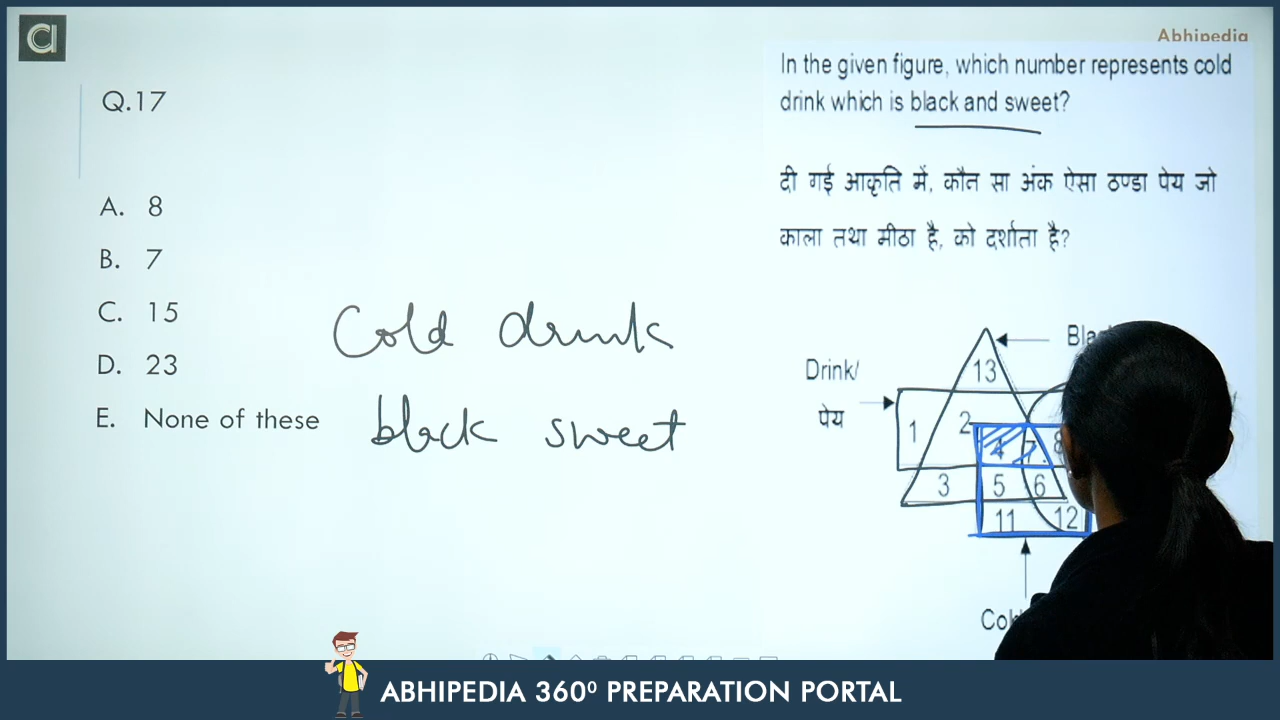 Abhipedia
In the given figure, which number represents cold
drink which is black and sweet?
Q.17
दी गई आकृति में, कौन सा अंक ऐसा ठण्डा पेय जो
काला तथा मीठा है, को दर्शाता है?
A. 8
B. 7
C. 15
D. 23
E. None of these
Cold drink
black sweet
Drink/
पेय
13
1
2
4
7
8
3
5
6
11
12
ABHIPEDIA 360⁰ PREPARATION PORTAL